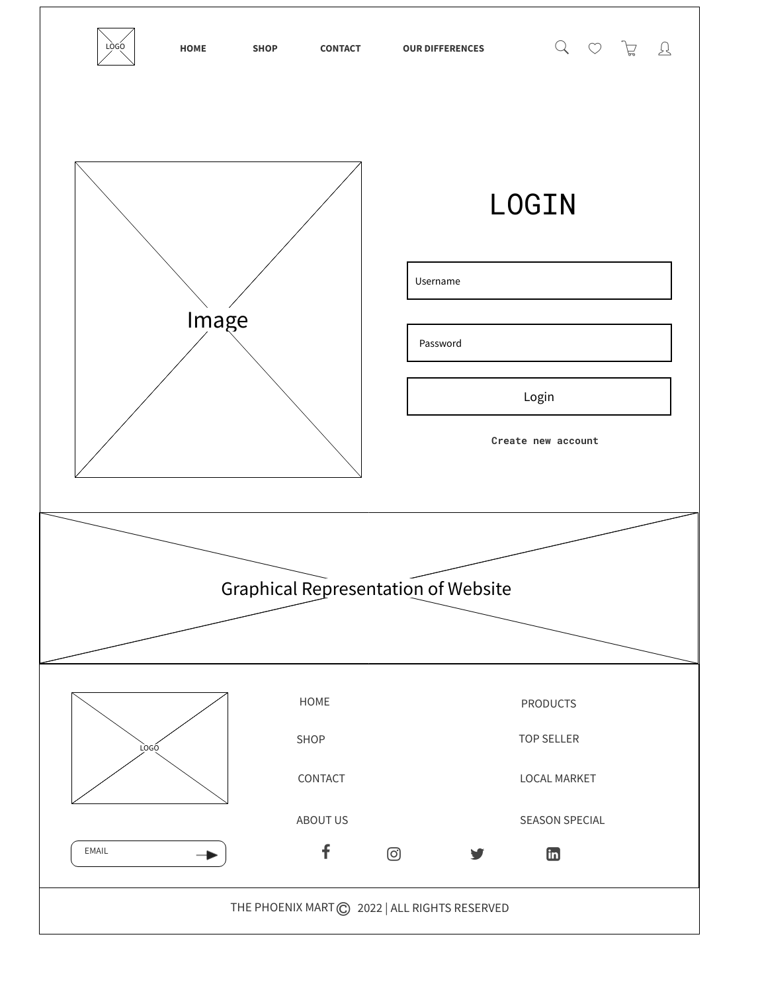 LOGO
HOME SHOP CONTACT OUR DIFFERENCES
LOGIN
Username
Image
Password
Login
Create new account
Graphical Representation of Website
HOME
PRODUCTS
SHOP
TOP SELLER
LOGO
CONTACT
LOCAL MARKET
ABOUT US
SEASON SPECIAL
EMAIL
THE PHOENIX MART © 2022 | ALL RIGHTS RESERVED